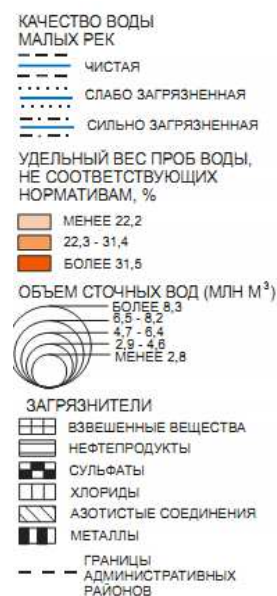 КАЧЕСТВО ВОДЫ
МАЛЫХ РЕК
ЧИСТАЯ
СЛАБО ЗАГРЯЗНЕННАЯ
СИЛЬНО ЗАГРЯЗНЕННАЯ
УДЕЛЬНЫЙ ВЕС ПРОБ ВОДЫ,
НЕ СООТВЕТСТВУЮЩИХ
НОРМАТИВАМ, %
МЕНЕЕ 22,2
22,3 - 31,4
БОЛЕЕ 31,5
ОБЪЕМ СТОЧНЫХ ВОД (МЛН М³)
БОЛЕЕ 8,3
6,5 - 8,2
4,7 - 6,4
2,9 - 4,6
МЕНЕЕ 2,8
ЗАГРЯЗНИТЕЛИ
ВЗВЕШЕННЫЕ ВЕЩЕСТВА
НЕФТЕПРОДУКТЫ
СУЛЬФАТЫ
ХЛОРИДЫ
АЗОТИСТЫЕ СОЕДИНЕНИЯ
МЕТАЛЛЫ
ГРАНИЦЫ
АДМИНИСТРАТИВНЫХ
РАЙОНОВ